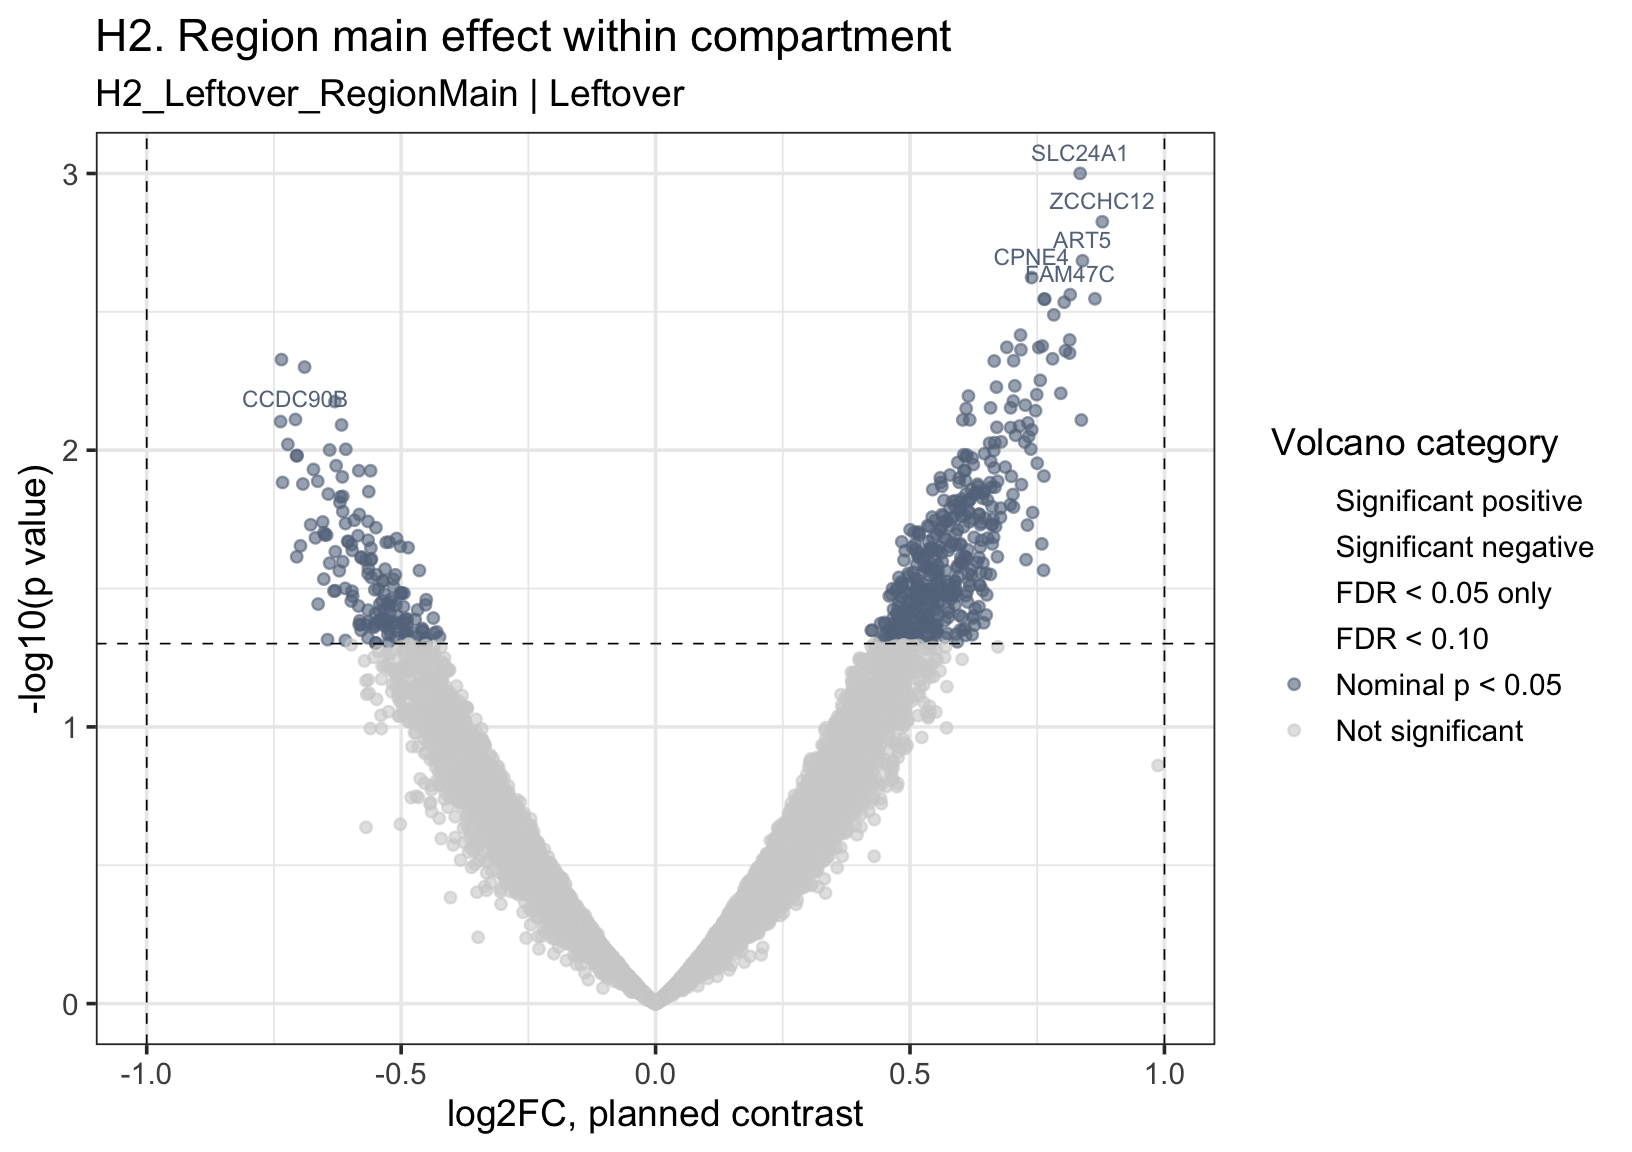 H2. Region main effect within compartment
H2_Leftover_RegionMain | Leftover
SLC24A1
ZCCHC12
ART5
CPNE4
FAM47C
CCDC90B
3
2
1
0
-log10(p value)
-1.0
-0.5
0.0
0.5
1.0
log2FC, planned contrast
Volcano category
Significant positive
Significant negative
FDR < 0.05 only
FDR < 0.10
Nominal p < 0.05
Not significant